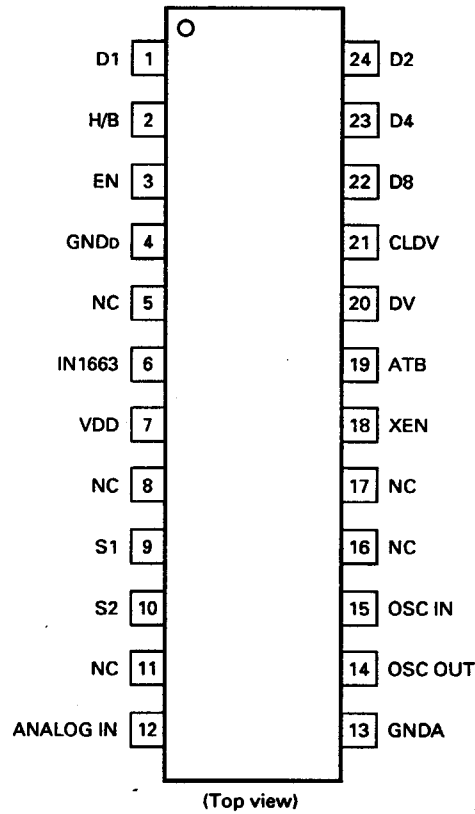 D1 1 24 D2
H/B 2 23 D4
EN 3 22 D8
GNDD 4 21 CLDV
NC 5 20 DV
IN1663 6 19 ATB
VDD 7 18 XEN
NC 8 17 NC
S1 9 16 NC
S2 10 15 OSC IN
NC 11 14 OSC OUT
ANALOG IN 12 13 GNDA
(Top view)